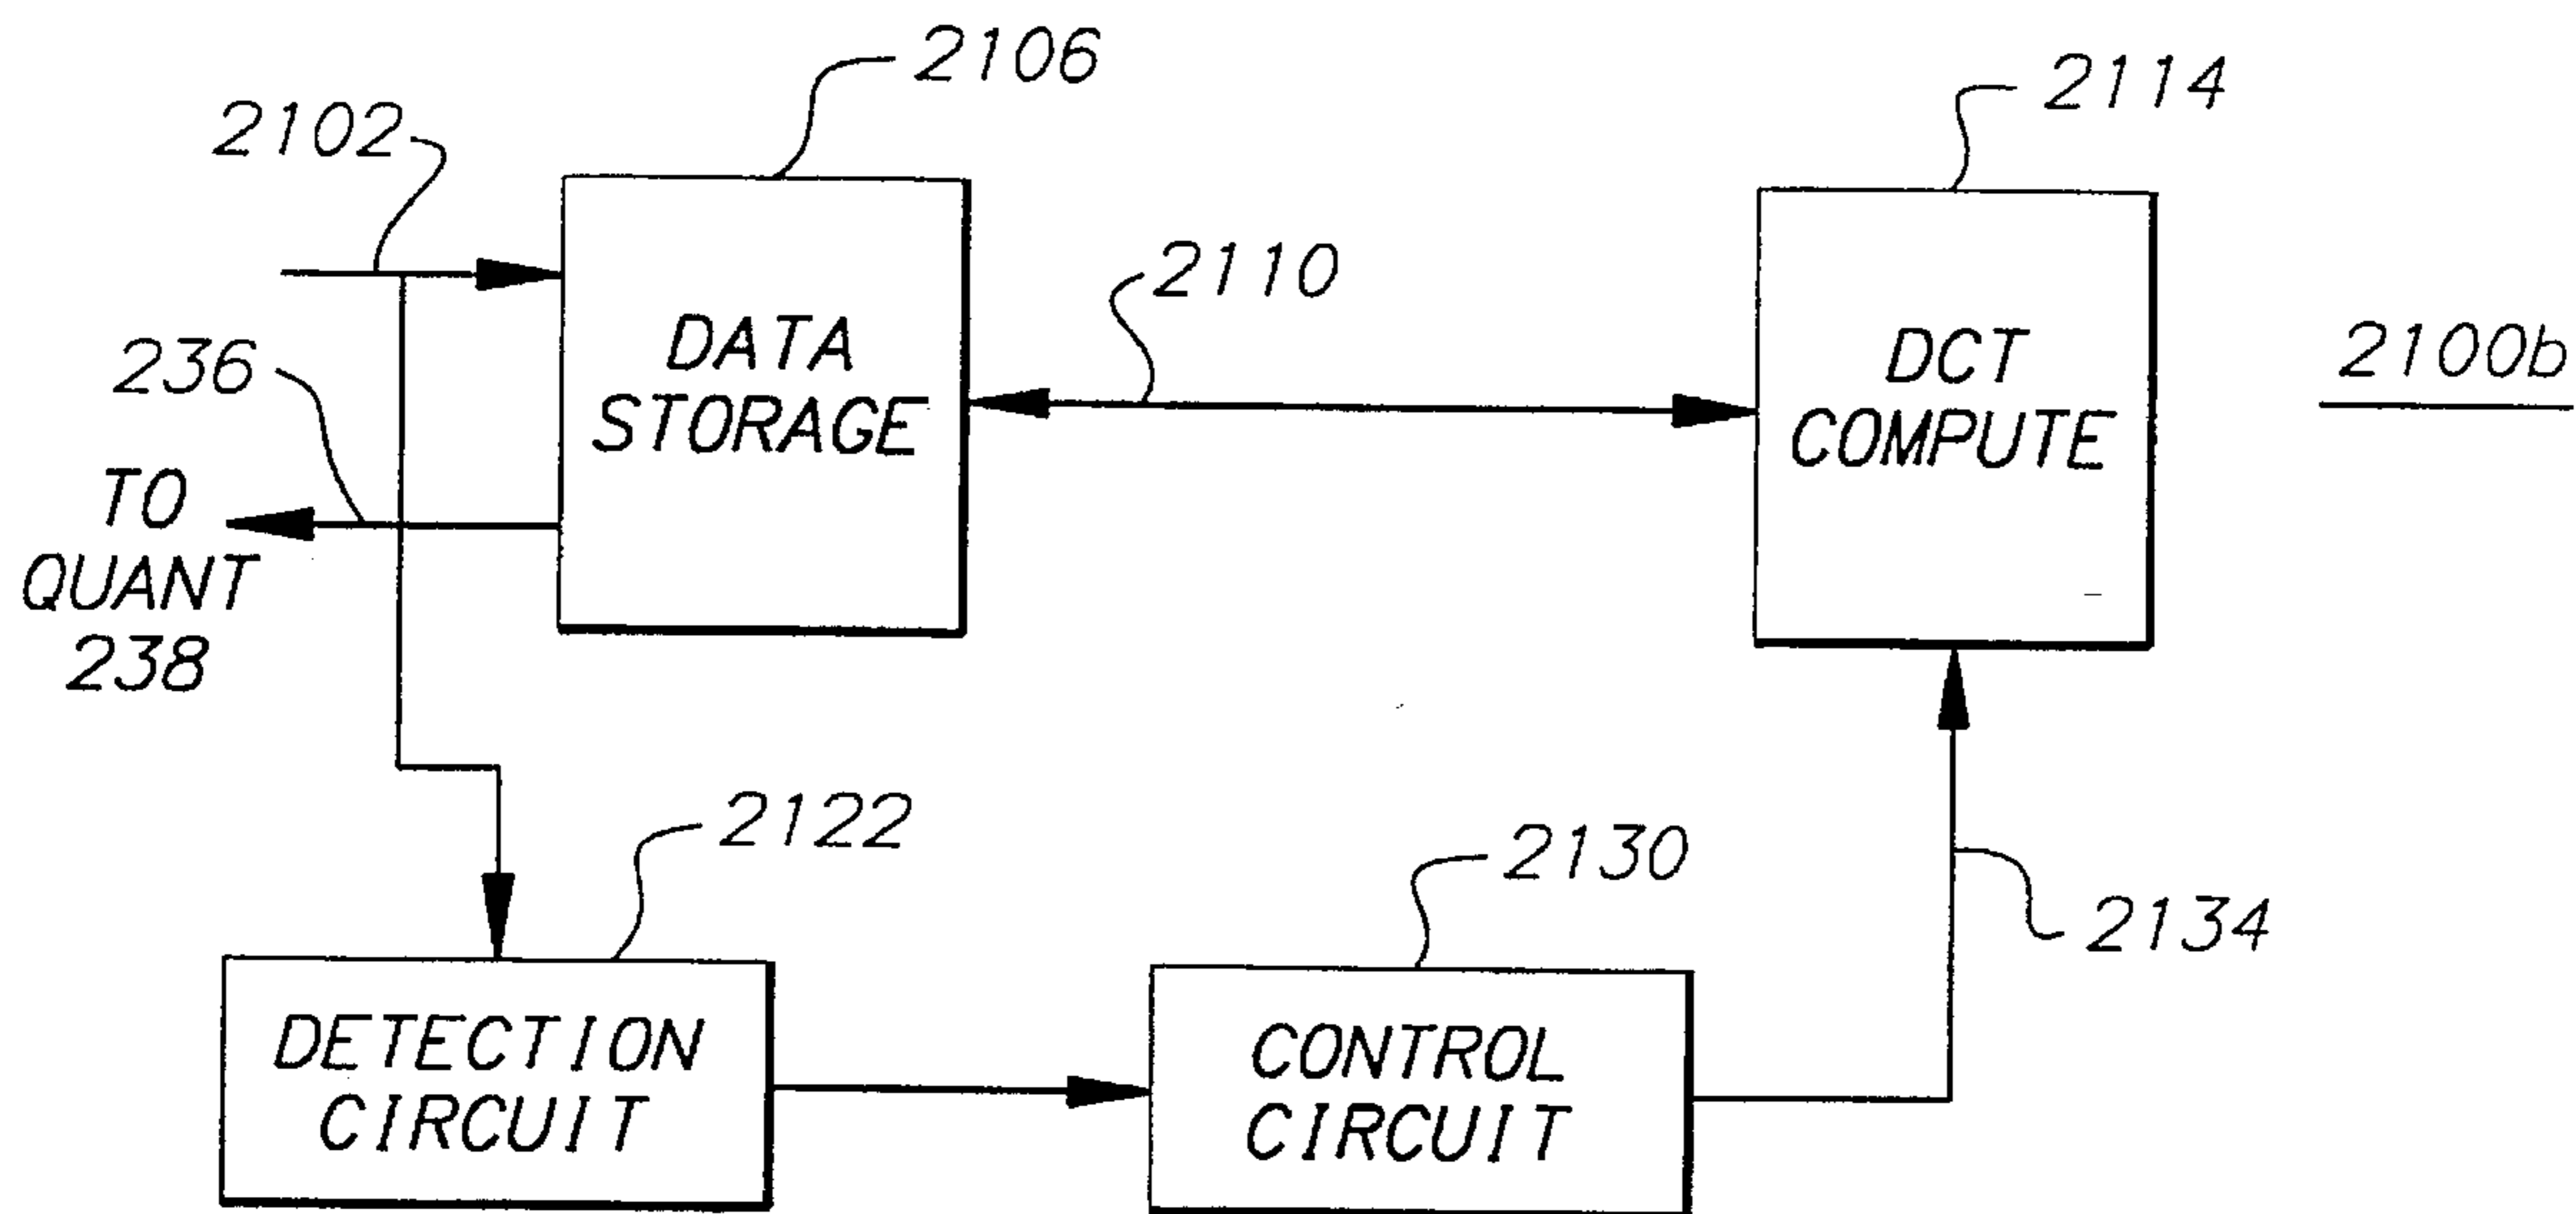 2106
2114
2102
2110
DATA
STORAGE
DCT
COMPUTE
2100b
236
TO
QUANT
238
2122
2130
2134
DETECTION
CIRCUIT
CONTROL
CIRCUIT